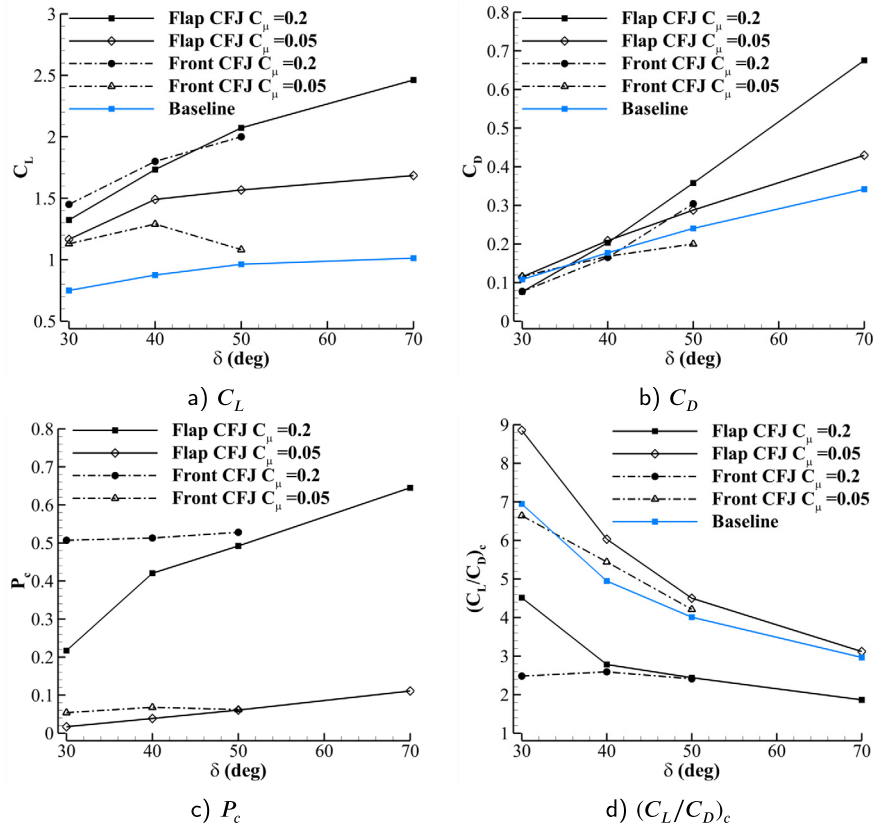 Flap CFJ Cμ =0.2
Flap CFJ Cμ =0.05
Front CFJ Cμ =0.2
Front CFJ Cμ =0.05
Baseline
3
2.5
2
1.5
1
0.5
CL
30 40 50 60 70
δ (deg)
a) CL
Flap CFJ Cμ =0.2
Flap CFJ Cμ =0.05
Front CFJ Cμ =0.2
Front CFJ Cμ =0.05
Baseline
0.8
0.7
0.6
0.5
0.4
0.3
0.2
0.1
0
CD
30 40 50 60 70
δ (deg)
b) CD
Flap CFJ Cμ =0.2
Flap CFJ Cμ =0.05
Front CFJ Cμ =0.2
Front CFJ Cμ =0.05
0.8
0.7
0.6
0.5
0.4
0.3
0.2
0.1
0
Pc
30 40 50 60 70
δ (deg)
c) Pc
Flap CFJ Cμ =0.2
Flap CFJ Cμ =0.05
Front CFJ Cμ =0.2
Front CFJ Cμ =0.05
Baseline
9
8
7
6
5
4
3
2
1
(CL/CD)c
30 40 50 60 70
δ (deg)
d) (CL/CD)c